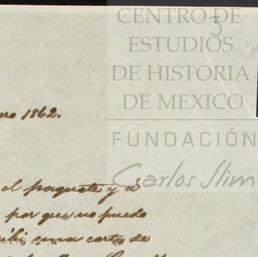 CENTRO DE
ESTUDIOS
DE HISTORIA
DE MEXICO
FUNDACIÓN
Carlos Slim
3
1862.
el paquete y á
por que no puedo
una carta de